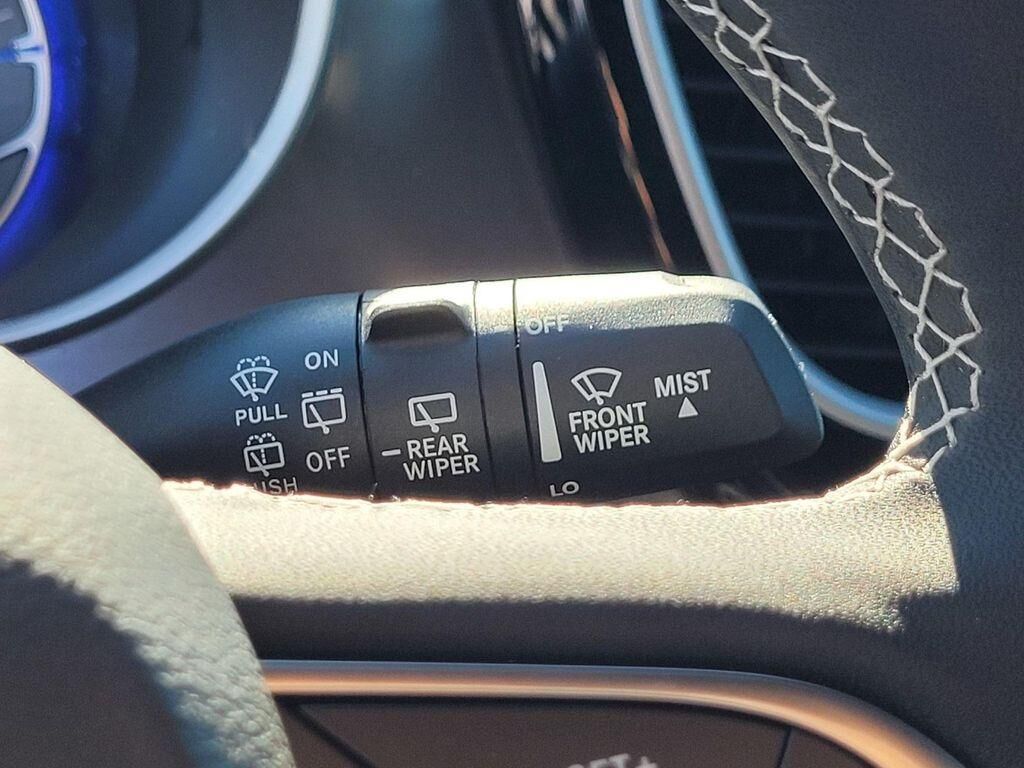 ON
PULL
OFF
REAR
WIPER
OFF
FRONT
WIPER
MIST
LO